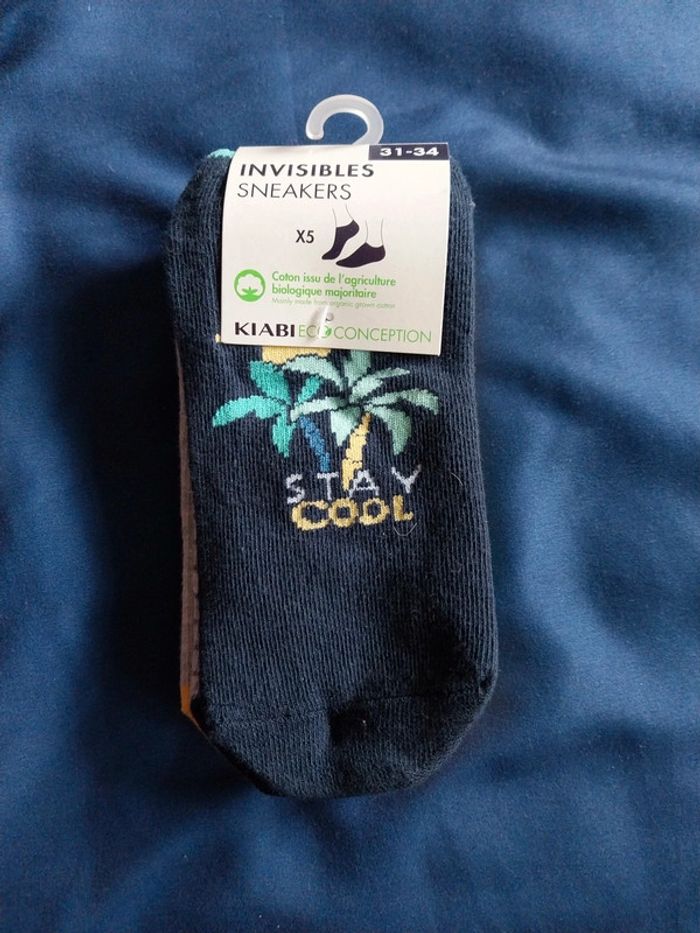 31-34
INVISIBLES
SNEAKERS
X5
Coton issu de l'agriculture
biologique majoritaire
Mainly made from organic grown cotton
KIABI ECOCONCEPTION
STAY
COOL